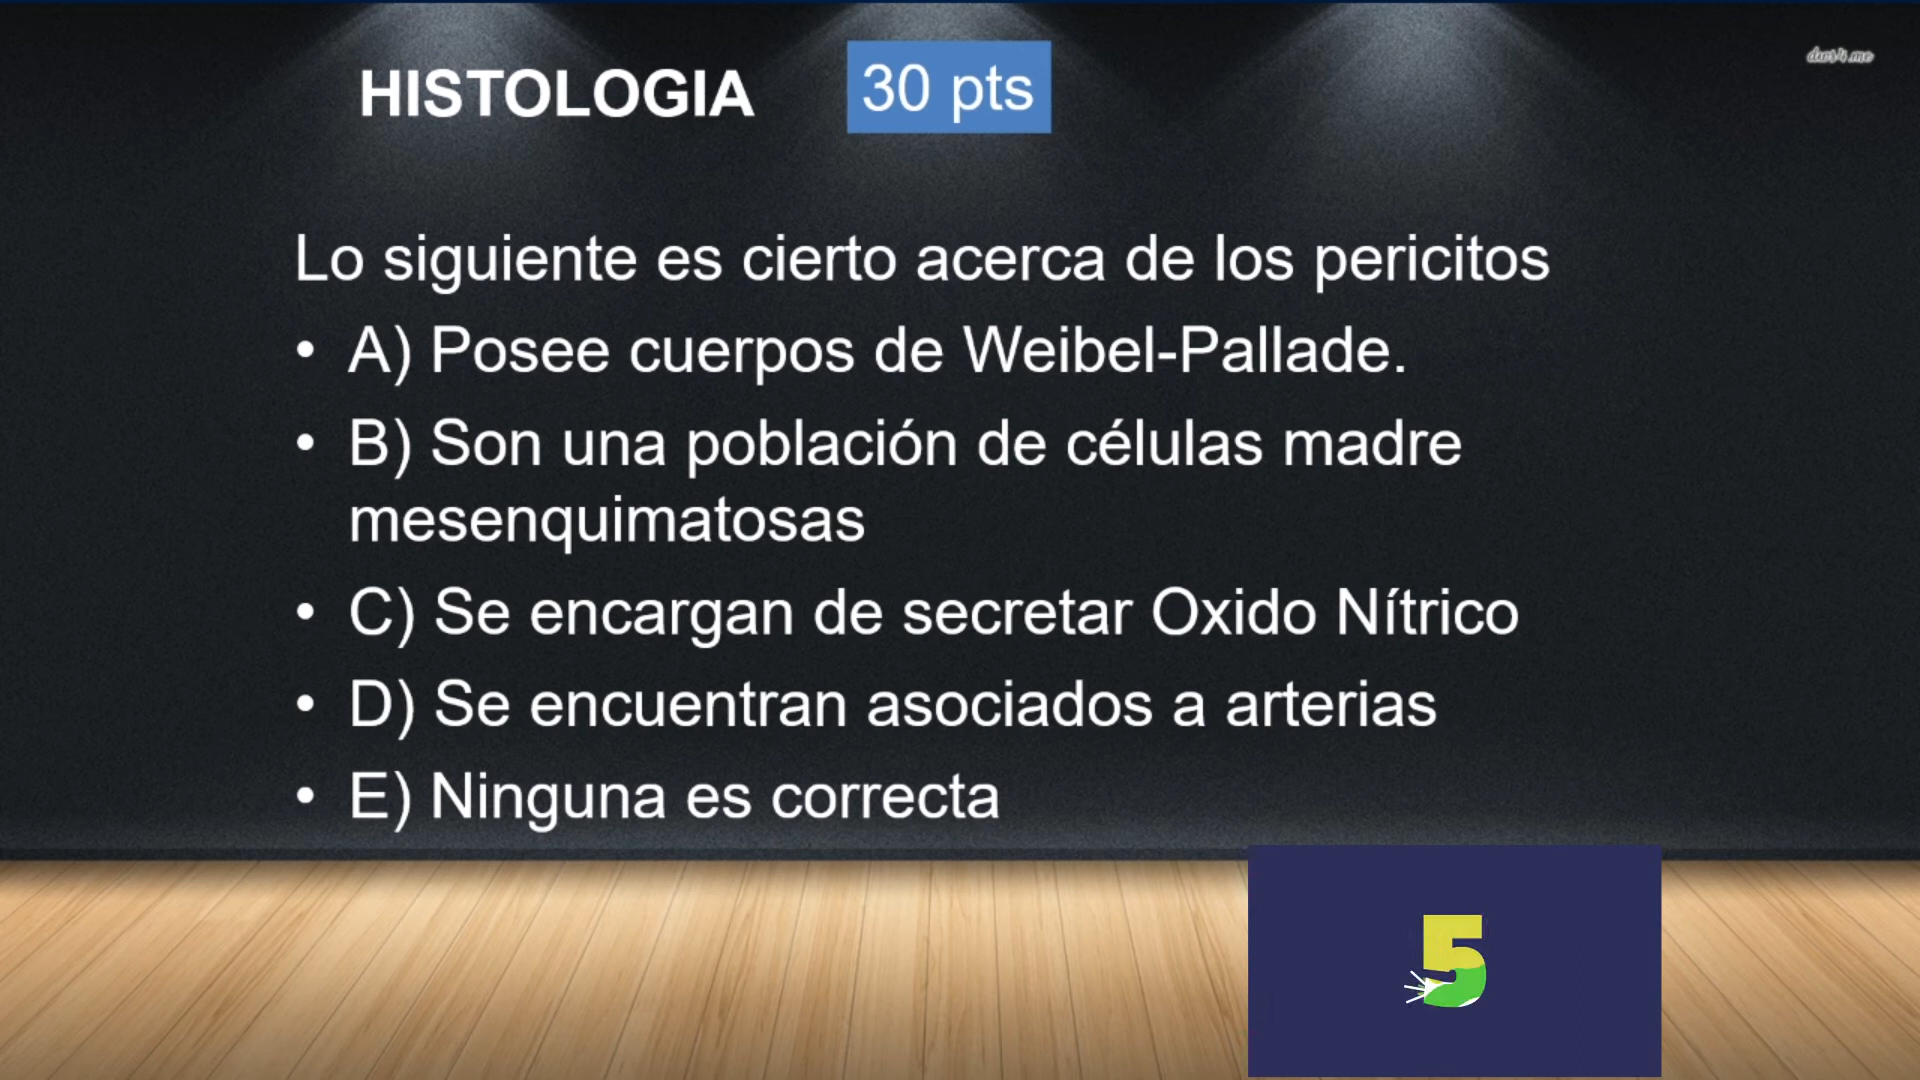 HISTOLOGIA
30 pts
Lo siguiente es cierto acerca de los pericitos
• A) Posee cuerpos de Weibel-Pallade.
• B) Son una población de células madre
mesenquimatosas
• C) Se encargan de secretar Oxido Nítrico
• D) Se encuentran asociados a arterias
• E) Ninguna es correcta
5